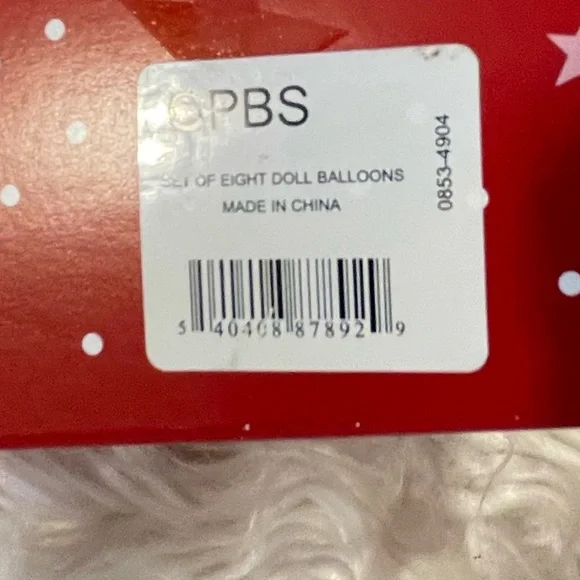 ©PBS
SET OF EIGHT DOLL BALLOONS
MADE IN CHINA
0853-4904
5 40408 87892 9